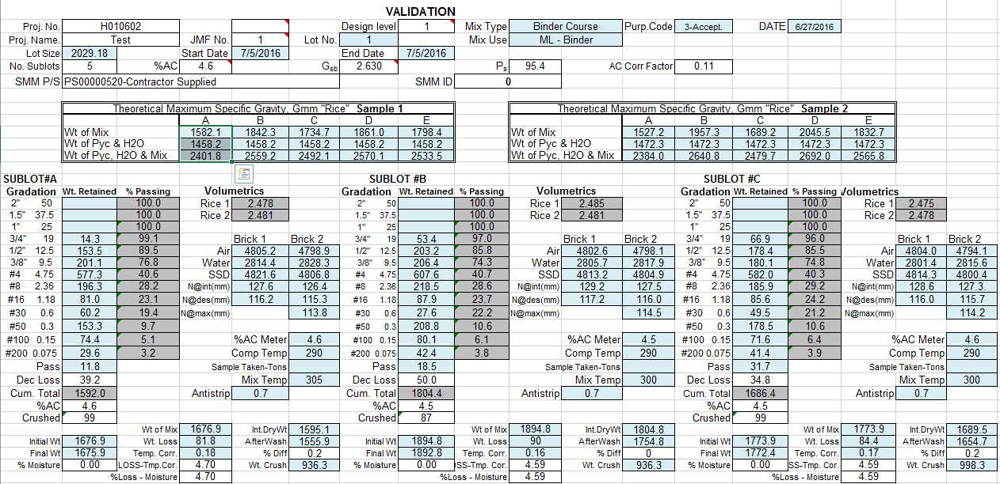 VALIDATION
Proj. No. H010602 Design level 1 Mix Type Binder Course Purp.Code 3-Accept. DATE 6/27/2016
Proj. Name. Test JMF No. 1 Lot No. 1 Mix Use ML - Binder
Lot Size 2029.18 Start Date 7/5/2016 End Date 7/5/2016
No. Sublots 5 %AC 4.6 Gsb 2.630 Ps 95.4 AC Corr Factor 0.11
SMM P/S PS00000520-Contractor Supplied SMM ID 0
Theoretical Maximum Specific Gravity, Gmm "Rice" Sample 1 Theoretical Maximum Specific Gravity, Gmm "Rice" Sample 2
A B C D E A B C D E
Wt of Mix 1582.1 1842.3 1734.7 1861.0 1798.4 Wt of Mix 1527.2 1957.3 1689.2 2045.5 1832.7
Wt of Pyc & H2O 1458.2 1458.2 1458.2 1458.2 1458.2 Wt of Pyc & H2O 1472.3 1472.3 1472.3 1472.3 1472.3
Wt of Pyc, H2O & Mix 2401.8 2559.2 2492.1 2570.1 2533.5 Wt of Pyc, H2O & Mix 2384.0 2640.8 2479.7 2692.0 2565.8
SUBLOT#A SUBLOT #B SUBLOT #C
Gradation Wt. Retained % Passing Volumetrics Gradation Wt. Retained % Passing Volumetrics Gradation Wt. Retained % Passing Volumetrics
2" 50 100.0 Rice 1 2.478 2" 50 100.0 Rice 1 2.485 2" 50 100.0 Rice 1 2.475
1.5" 37.5 100.0 Rice 2 2.481 1.5" 37.5 100.0 Rice 2 2.481 1.5" 37.5 100.0 Rice 2 2.478
1" 25 100.0 1" 25 100.0 1" 25 100.0
3/4" 19 14.3 99.1 Brick 1 Brick 2 3/4" 19 53.4 97.0 Brick 1 Brick 2 3/4" 19 66.9 96.0 Brick 1 Brick 2
1/2" 12.5 153.5 89.5 Air 4805.2 4798.9 1/2" 12.5 203.2 85.8 Air 4802.6 4798.1 1/2" 12.5 178.4 85.5 Air 4804.0 4794.1
3/8" 9.5 201.1 76.8 Water 2814.4 2828.3 3/8" 9.5 206.4 74.3 Water 2805.7 2817.9 3/8" 9.5 180.1 74.8 Water 2801.4 2815.6
#4 4.75 577.3 40.6 SSD 4821.6 4806.8 #4 4.75 607.6 40.7 SSD 4813.2 4804.9 #4 4.75 582.0 40.3 SSD 4814.3 4800.4
#8 2.36 196.3 28.2 N@int(mm) 127.6 126.4 #8 2.36 218.5 28.6 N@int(mm) 129.2 127.5 #8 2.36 185.9 29.2 N@int(mm) 128.6 127.3.
#16 1.18 81.0 23.1 N@des(mm) 116.2 115.3 #16 1.18 87.9 23.7 N@des(mm) 117.2 116.0 #16 1.18 85.6 24.2 N@des(mm) 116.0 115.7
#30 0.6 60.2 19.4 N@max(mm) 113.8 #30 0.6 27.6 22.2 N@max(mm) 114.5 #30 0.6 49.5 21.2 N@max(mm) 114.2
#50 0.3 153.3 9.7 #50 0.3 208.8 10.6 #50 0.3 178.5 10.6
#100 0.15 74.4 5.1 %AC Meter 4.6 #100 0.15 80.1 6.1 %AC Meter 4.5 #100 0.15 71.6 6.4 %AC Meter 4.6
#200 0.075 29.6 3.2 Comp Temp 290 #200 0.075 42.4 3.8 Comp Temp 290 #200 0.075 41.4 3.9 Comp Temp 290
Pass 11.8 Sample Taken-Tons Pass 18.5 Sample Taken-Tons Pass 31.7 Sample Taken-Tons
Dec Loss 39.2 Mix Temp 305 Dec Loss 50.0 Mix Temp 300 Dec Loss 34.8 Mix Temp 300
Cum. Total 1592.0 Antistrip 0.7 Cum. Total 1804.4 Antistrip 0.7 Cum. Total 1686.4 Antistrip 0.7
%AC 4.6 %AC 4.5 %AC 4.5
Crushed 99 Crushed 87 Crushed 99
Wt of Mix 1676.9 Int.DryWt 1595.1 Wt of Mix 1894.8 Int.DryWt 1804.8 Wt of Mix 1773.9 Int.DryWt 1689.5
Initial Wt 1676.9 Wt. Loss 81.8 AfterWash 1555.9 Initial Wt 1894.8 Wt. Loss 90 AfterWash 1754.8 Initial Wt 1773.9 Wt. Loss 84.4 AfterWash 1654.7
Final Wt 1675.9 Temp. Corr. 0.18 % Diff 0.2 Final Wt 1892.8 Temp. Corr. 0.16 % Diff 0 Final Wt 1772.4 Temp. Corr. 0.17 % Diff 0.2
% Moisture 0.00 LOSS-Tmp.Cor. 4.70 Wt. Crush 936.3 % Moisture 0.00 SS-Tmp. Cor. 4.59 Wt. Crush 936.3 % Moisture 0.00 SS-Tmp. Cor. 4.59 Wt. Crush 998.3
%Loss - Moisture 4.70 %Loss - Moisture 4.59 %Loss - Moisture 4.59